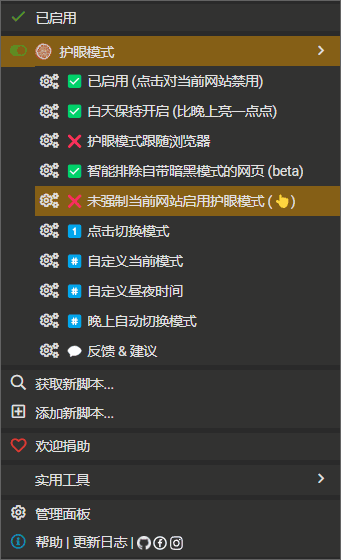 已启用
护眼模式
已启用 (点击对当前网站禁用)
白天保持开启 (比晚上亮一点点)
护眼模式跟随浏览器
智能排除自带暗黑模式的网页 (beta)
未强制当前网站启用护眼模式 (👆)
1 点击切换模式
# 自定义当前模式
# 自定义昼夜时间
# 晚上自动切换模式
反馈 & 建议
获取新脚本...
添加新脚本...
欢迎捐助
实用工具
管理面板
帮助 | 更新日志 |